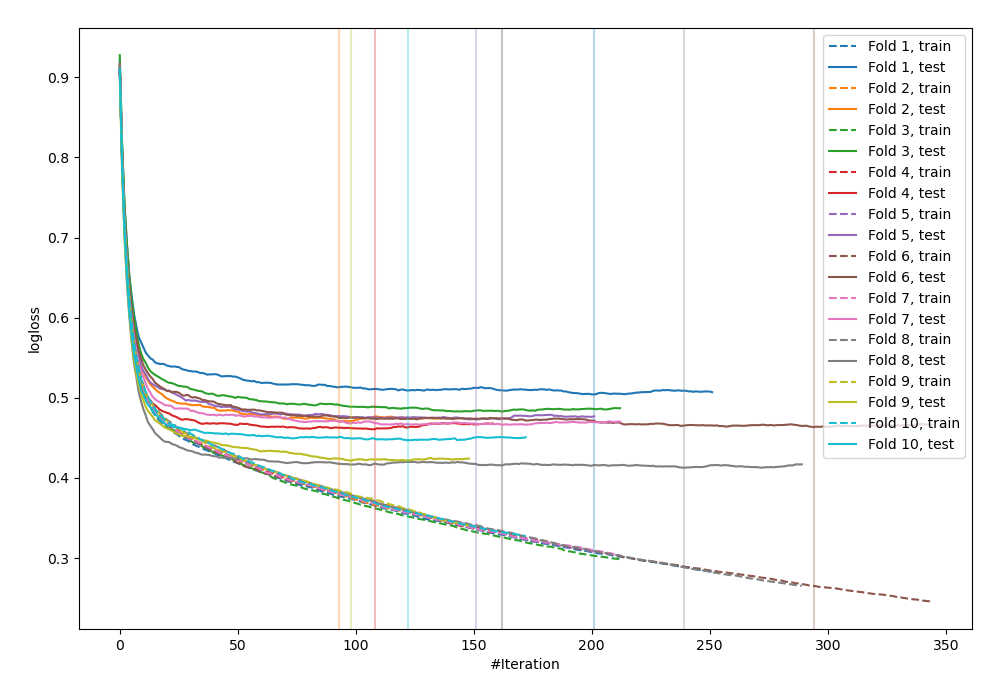 0.9
0.8
0.7
0.6
0.5
0.4
0.3
logloss
0
50
100
150
200
250
300
350
#Iteration
Fold 1, train
Fold 1, test
Fold 2, train
Fold 2, test
Fold 3, train
Fold 3, test
Fold 4, train
Fold 4, test
Fold 5, train
Fold 5, test
Fold 6, train
Fold 6, test
Fold 7, train
Fold 7, test
Fold 8, train
Fold 8, test
Fold 9, train
Fold 9, test
Fold 10, train
Fold 10, test